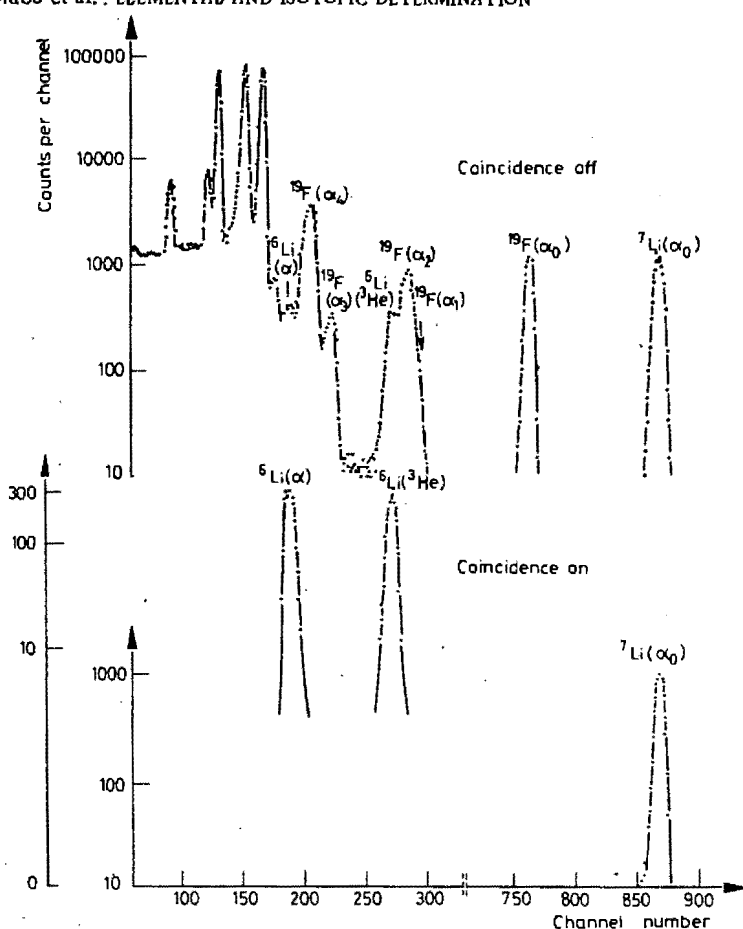 et al.: ELEMENTAL AND ISOTOPIC DETERMINATION
Counts per channel
100000
10000
1000
100
10
Coincidence off
⁶Li
(α)
¹⁹F(α₄)
¹⁹F
(α₃)
⁶Li
(³He)
¹⁹F(α₂)
¹⁹F(α₁)
¹⁹F(α₀)
⁷Li(α₀)
300
100
10
0
⁶Li(α)
⁶Li(³He)
Coincidence on
⁷Li(α₀)
1000
100
10
100 150 200 250 300 750 800 850 900
Channel number